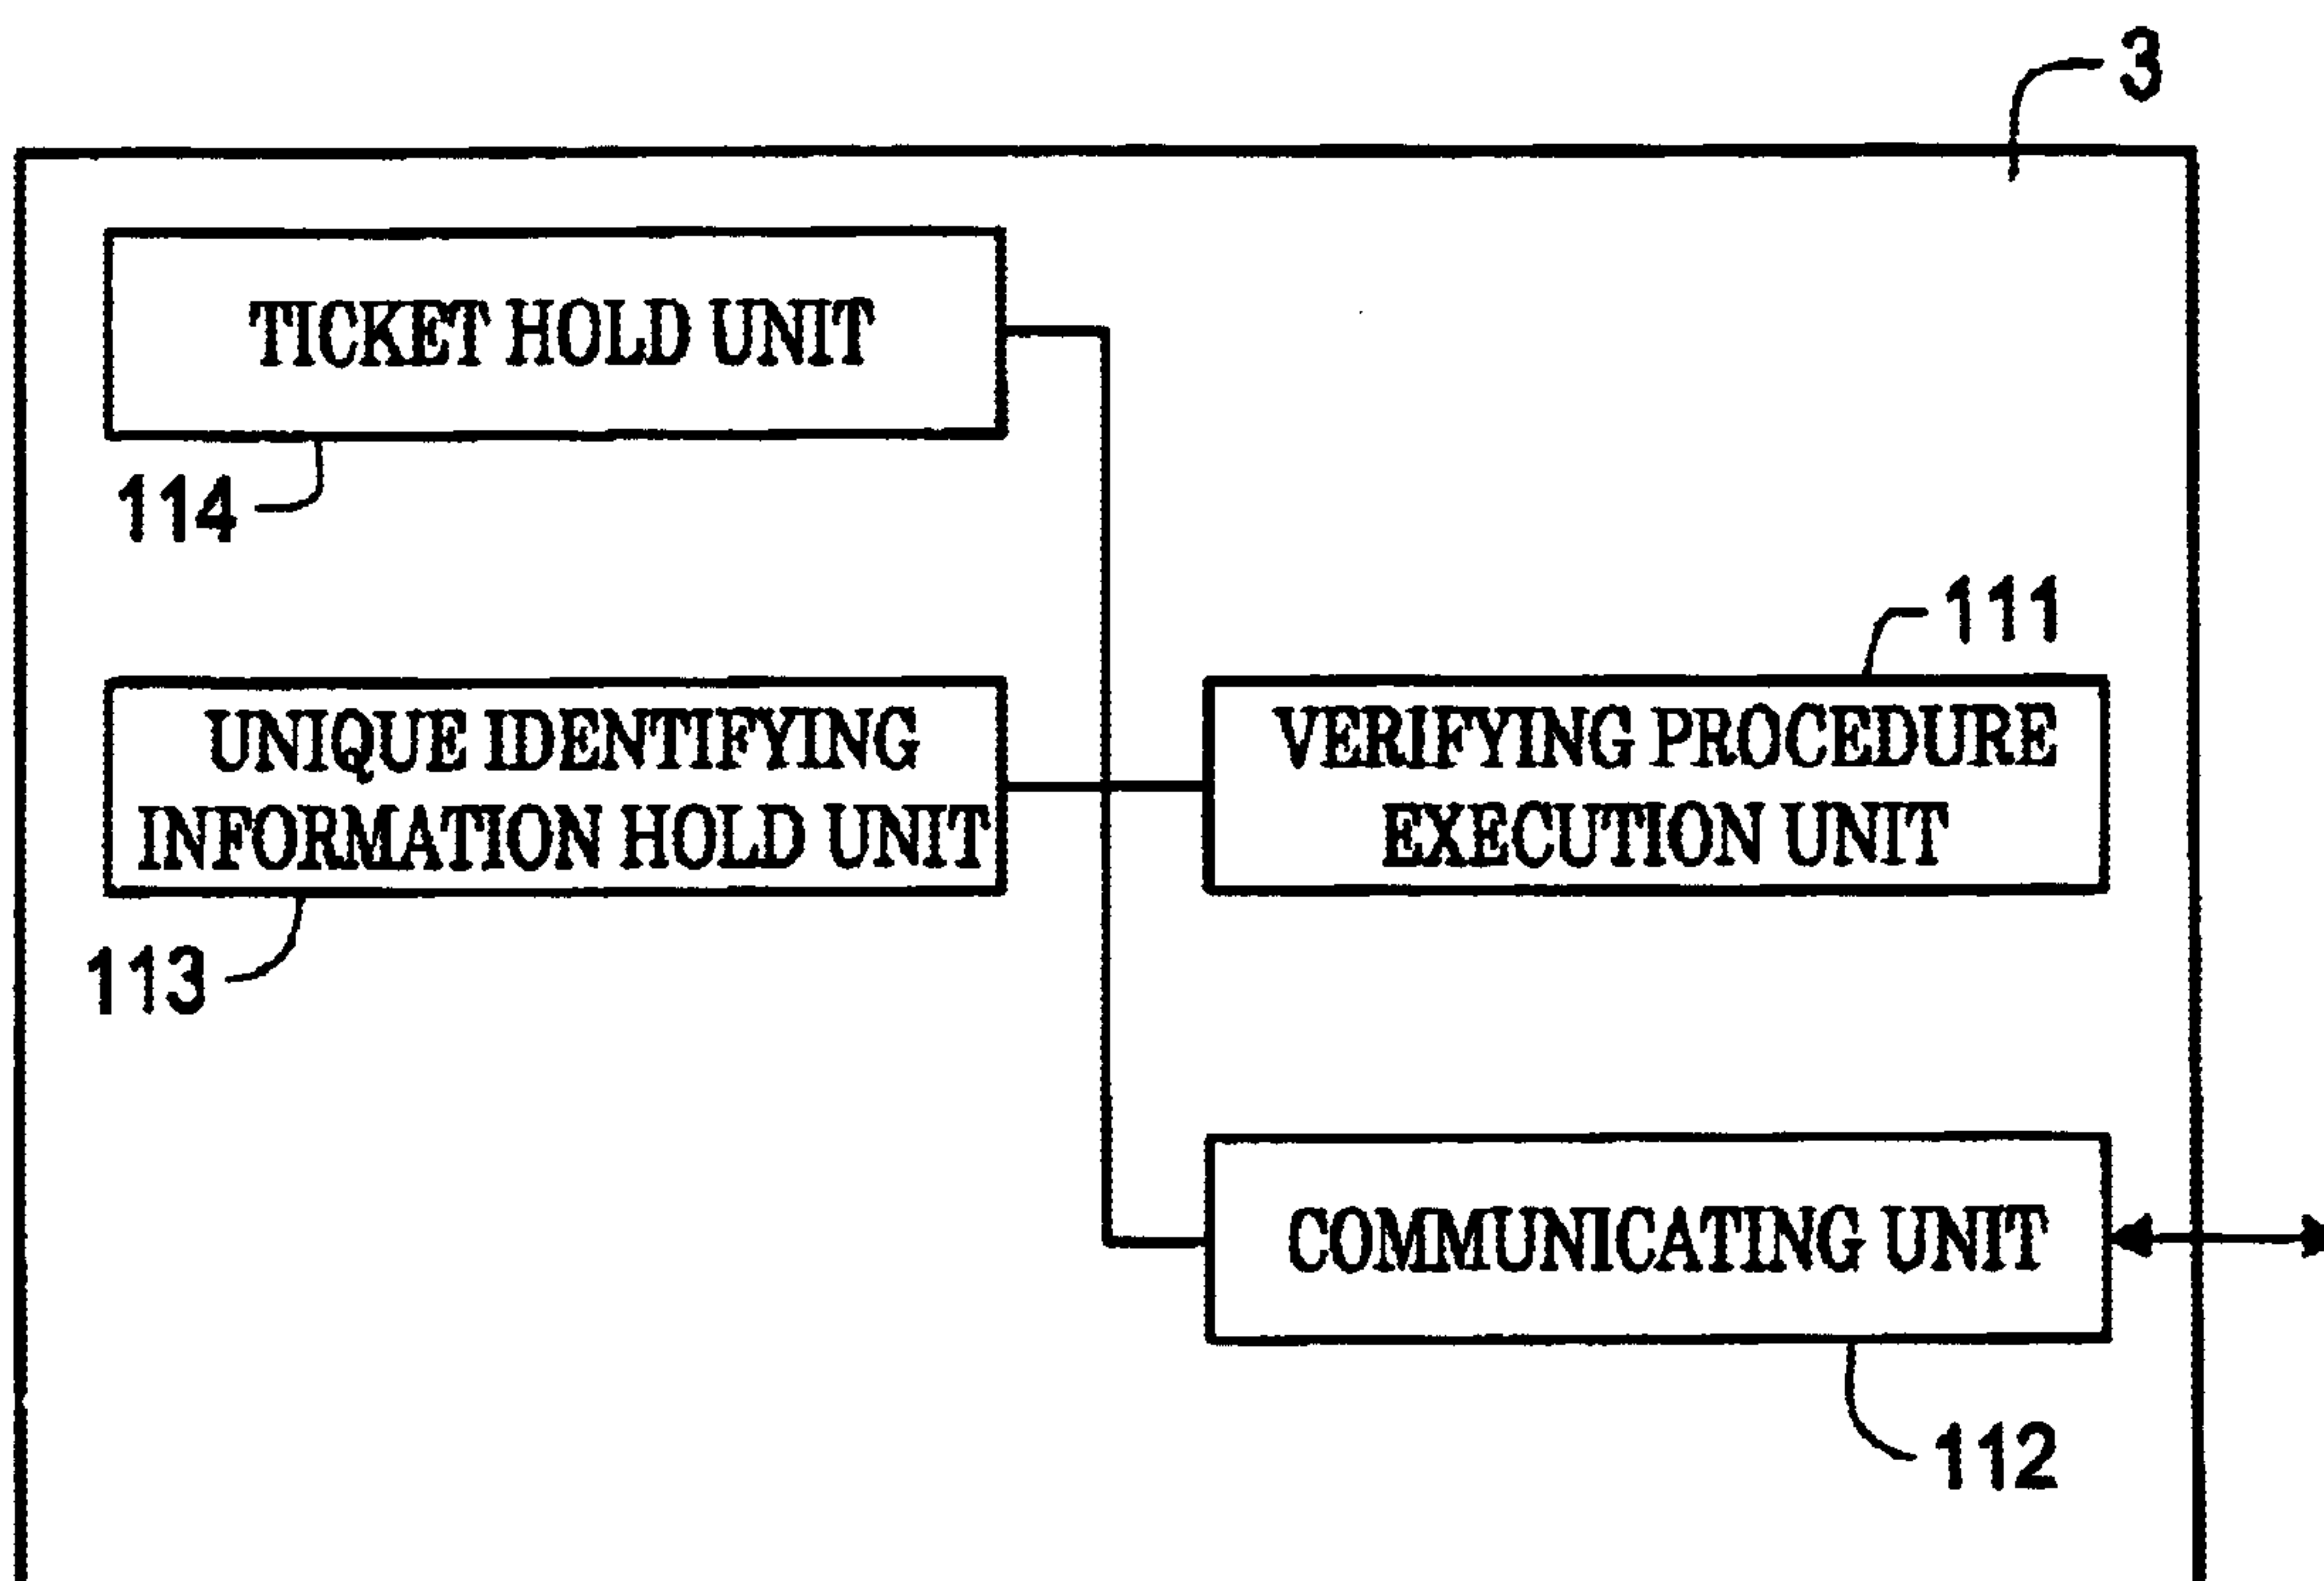 3
TICKET HOLD UNIT
114
111
UNIQUE IDENTIFYING
INFORMATION HOLD UNIT
VERIFYING PROCEDURE
EXECUTION UNIT
113
COMMUNICATING UNIT
112